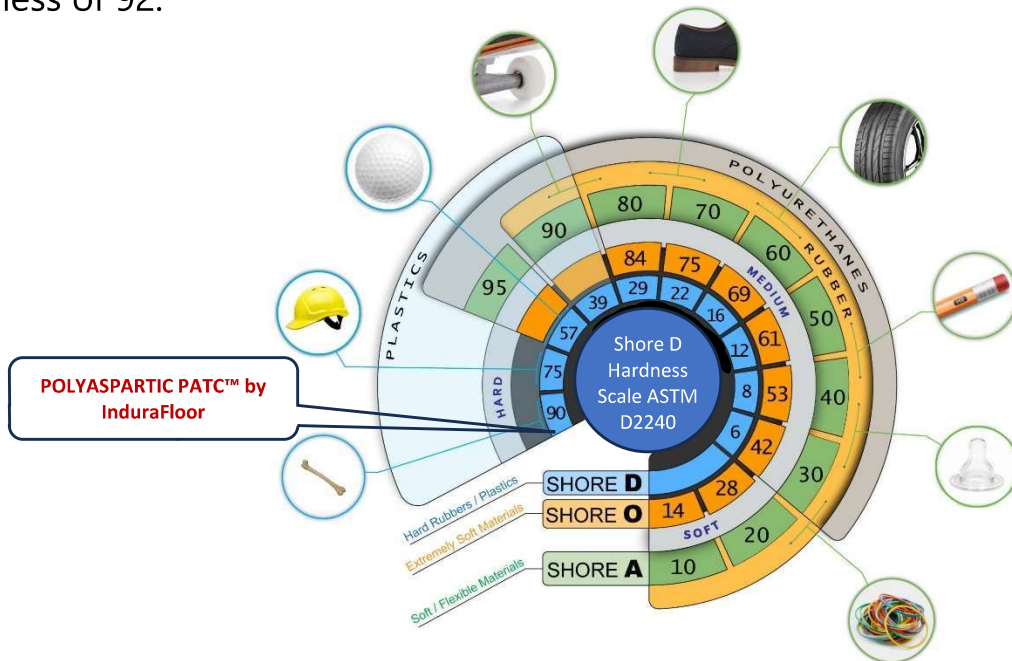 ness of 92.
PLASTICS
POLYURETHANES
RUBBER
MEDIUM
HARD
SOFT
95
90
80
70
60
50
40
30
20
10
84
75
69
61
53
42
28
14
90
75
57
39
29
22
16
12
8
6
Shore D
Hardness
Scale ASTM
D2240
POLYASPARTIC PATC™ by
InduraFloor
Hard Rubbers / Plastics
SHORE D
Extremely Soft Materials
SHORE O
Soft / Flexible Materials
SHORE A